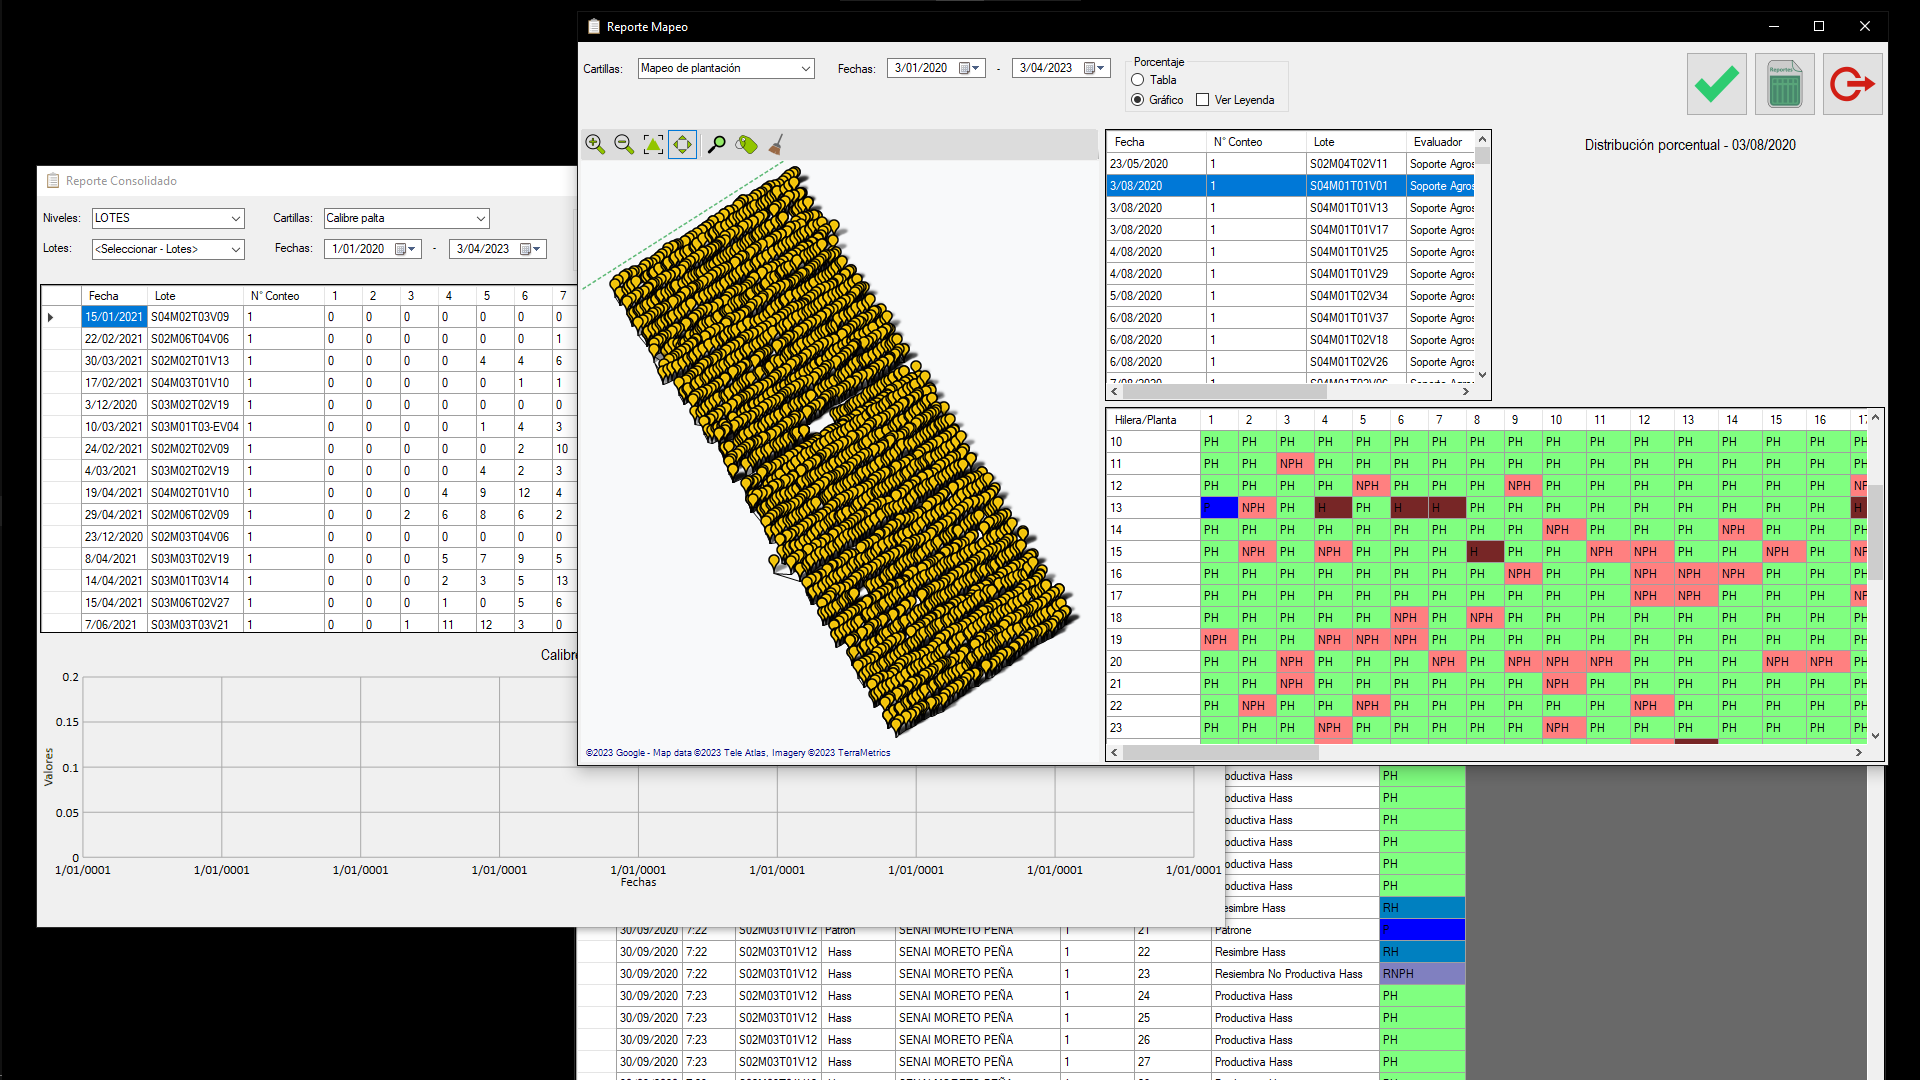 Reporte Mapeo
Cartillas: Mapeo de plantación Fechas: 3/01/2020 - 3/04/2023
Porcentaje
Tabla
Gráfico Ver Leyenda
Reportes
Distribución porcentual - 03/08/2020
Fecha N° Conteo Lote Evaluador
23/05/2020 1 S02M04T02V11 Soporte Agros
3/08/2020 1 S04M01T01V01 Soporte Agros
3/08/2020 1 S04M01T01V13 Soporte Agros
3/08/2020 1 S04M01T01V17 Soporte Agros
4/08/2020 1 S04M01T01V25 Soporte Agros
4/08/2020 1 S04M01T01V29 Soporte Agros
5/08/2020 1 S04M01T02V34 Soporte Agros
6/08/2020 1 S04M01T01V37 Soporte Agros
6/08/2020 1 S04M01T02V18 Soporte Agros
6/08/2020 1 S04M01T02V26 Soporte Agros
7/08/2020 1 S04M01T02V06 Soporte Agros
Hilera/Planta 1 2 3 4 5 6 7 8 9 10 11 12 13 14 15 16 17
10 PH PH PH PH PH PH PH PH PH PH PH PH PH PH PH PH PH
11 PH PH NPH PH PH PH PH PH PH PH PH PH PH PH PH PH PH
12 PH PH PH PH NPH PH PH PH NPH PH PH PH PH PH PH PH NP
13 P NPH PH H PH H H PH PH PH PH PH PH PH PH PH H
14 PH PH PH PH PH PH PH PH PH NPH PH PH PH NPH PH PH PH
15 PH NPH PH NPH PH PH PH H PH PH NPH NPH PH PH NPH PH NP
16 PH PH PH PH PH PH PH PH NPH PH PH NPH NPH NPH PH PH PH
17 PH PH PH PH PH PH PH PH PH PH PH NPH NPH PH PH PH NP
18 PH PH PH PH PH NPH PH NPH PH PH PH PH PH PH PH PH PH
19 NPH PH PH NPH NPH NPH PH PH PH PH PH PH PH PH PH PH PH
20 PH PH NPH PH PH PH NPH PH NPH NPH NPH PH PH PH NPH NPH PH
21 PH PH NPH PH PH PH PH PH PH NPH PH PH PH PH PH PH PH
22 PH NPH PH PH NPH PH PH PH PH PH PH NPH PH PH PH PH PH
23 PH PH PH NPH PH PH PH PH PH NPH PH PH PH PH PH PH PH
©2023 Google - Map data ©2023 Tele Atlas, Imagery ©2023 TerraMetrics
Reporte Consolidado
Niveles: LOTES Cartillas: Calibre palta
Lotes: <Seleccionar - Lotes> Fechas: 1/01/2020 - 3/04/2023
Fecha Lote N° Conteo 1 2 3 4 5 6 7
15/01/2021 S04M02T03V09 1 0 0 0 0 0 0 0
22/02/2021 S02M06T04V06 1 0 0 0 0 0 0 1
30/03/2021 S02M02T01V13 1 0 0 0 0 4 4 6
17/02/2021 S04M03T01V10 1 0 0 0 0 0 1 1
3/12/2020 S03M02T02V19 1 0 0 0 0 0 0 0
10/03/2021 S03M01T03-EV04 1 0 0 0 0 1 4 3
24/02/2021 S02M02T02V09 1 0 0 0 0 0 2 10
4/03/2021 S03M02T02V19 1 0 0 0 0 4 2 3
19/04/2021 S04M02T01V10 1 0 0 0 4 9 12 4
29/04/2021 S02M06T02V09 1 0 0 2 6 8 6 2
23/12/2020 S02M03T04V06 1 0 0 0 0 0 0 0
8/04/2021 S03M03T02V19 1 0 0 0 5 7 9 5
14/04/2021 S03M01T03V14 1 0 0 0 2 3 5 13
15/04/2021 S03M06T02V27 1 0 0 0 1 0 5 6
7/06/2021 S03M03T03V21 1 0 0 1 11 12 3 0
Calibre
Valores
0.2
0.15
0.1
0.05
0
1/01/0001 1/01/0001 1/01/0001 1/01/0001 1/01/0001 1/01/0001 1/01/0001 1/01/0001 1/01/0001
Fechas
oductiva Hass PH
oductiva Hass PH
oductiva Hass PH
oductiva Hass PH
oductiva Hass PH
oductiva Hass PH
esimbre Hass RH
30/09/2020 7:22 S02M03T01V12 Patron SENAI MORETO PEÑA 1 21 Patrone P
30/09/2020 7:22 S02M03T01V12 Hass SENAI MORETO PEÑA 1 22 Resimbre Hass RH
30/09/2020 7:22 S02M03T01V12 Hass SENAI MORETO PEÑA 1 23 Resiembra No Productiva Hass RNPH
30/09/2020 7:23 S02M03T01V12 Hass SENAI MORETO PEÑA 1 24 Productiva Hass PH
30/09/2020 7:23 S02M03T01V12 Hass SENAI MORETO PEÑA 1 25 Productiva Hass PH
30/09/2020 7:23 S02M03T01V12 Hass SENAI MORETO PEÑA 1 26 Productiva Hass PH
30/09/2020 7:23 S02M03T01V12 Hass SENAI MORETO PEÑA 1 27 Productiva Hass PH